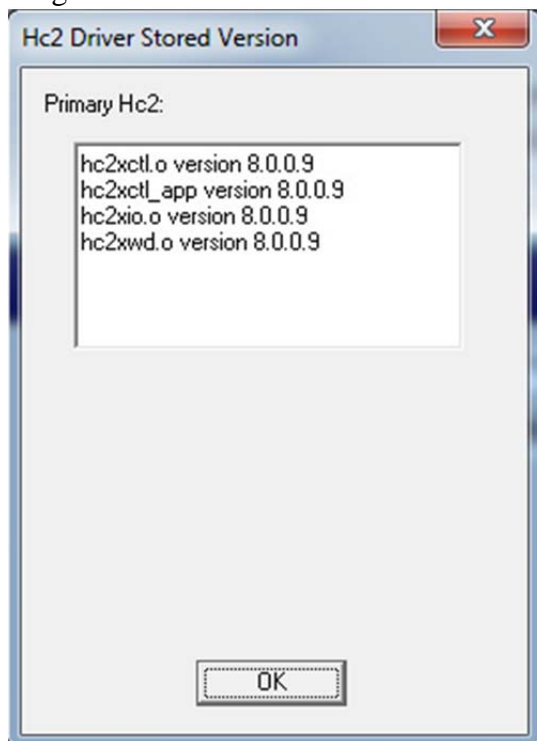 Hc2 Driver Stored Version
Primary Hc2:
hc2xctl.o version 8.0.0.9
hc2xctl_app version 8.0.0.9
hc2xio.o version 8.0.0.9
hc2xwd.o version 8.0.0.9
OK